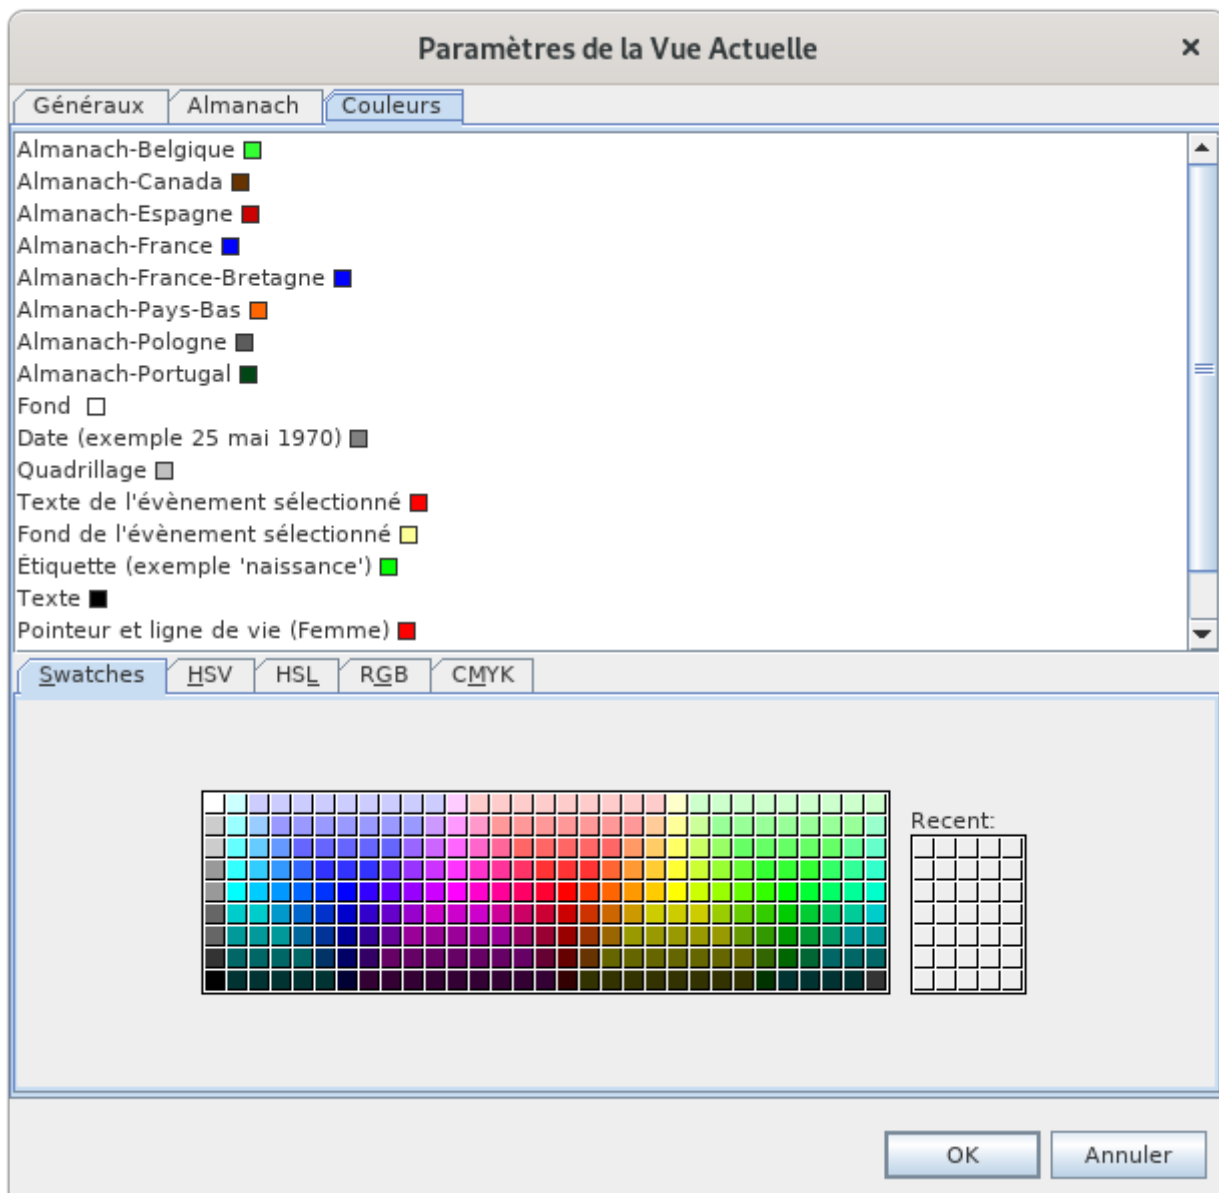 Paramètres de la Vue Actuelle
Généraux Almanach Couleurs
Almanach-Belgique
Almanach-Canada
Almanach-Espagne
Almanach-France
Almanach-France-Bretagne
Almanach-Pays-Bas
Almanach-Pologne
Almanach-Portugal
Fond
Date (exemple 25 mai 1970)
Quadrillage
Texte de l'évènement sélectionné
Fond de l'évènement sélectionné
Étiquette (exemple 'naissance')
Texte
Pointeur et ligne de vie (Femme)
Swatches HSV HSL RGB CMYK
Recent:
OK Annuler